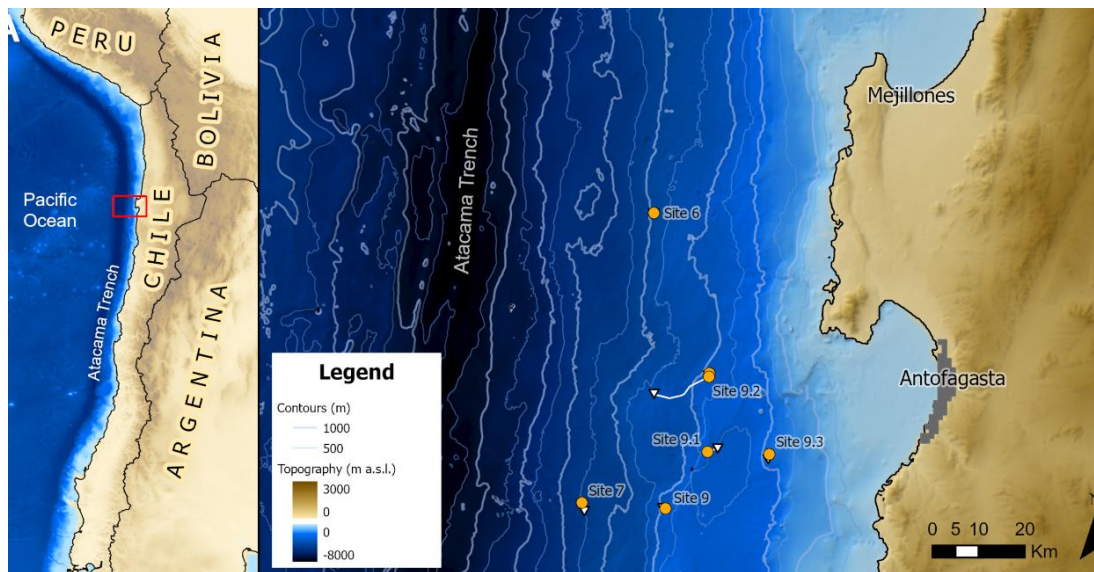 A
PERU
BOLIVIA
Pacific
Ocean
CHILE
Atacama Trench
ARGENTINA
Atacama Trench
Mejillones
Site 6
Antofagasta
Site 9.2
Site 9.1
Site 9.3
Site 7
Site 9
Legend
Contours (m)
1000
500
Topography (m a.s.l.)
3000
0
0
-8000
0 5 10 20
Km